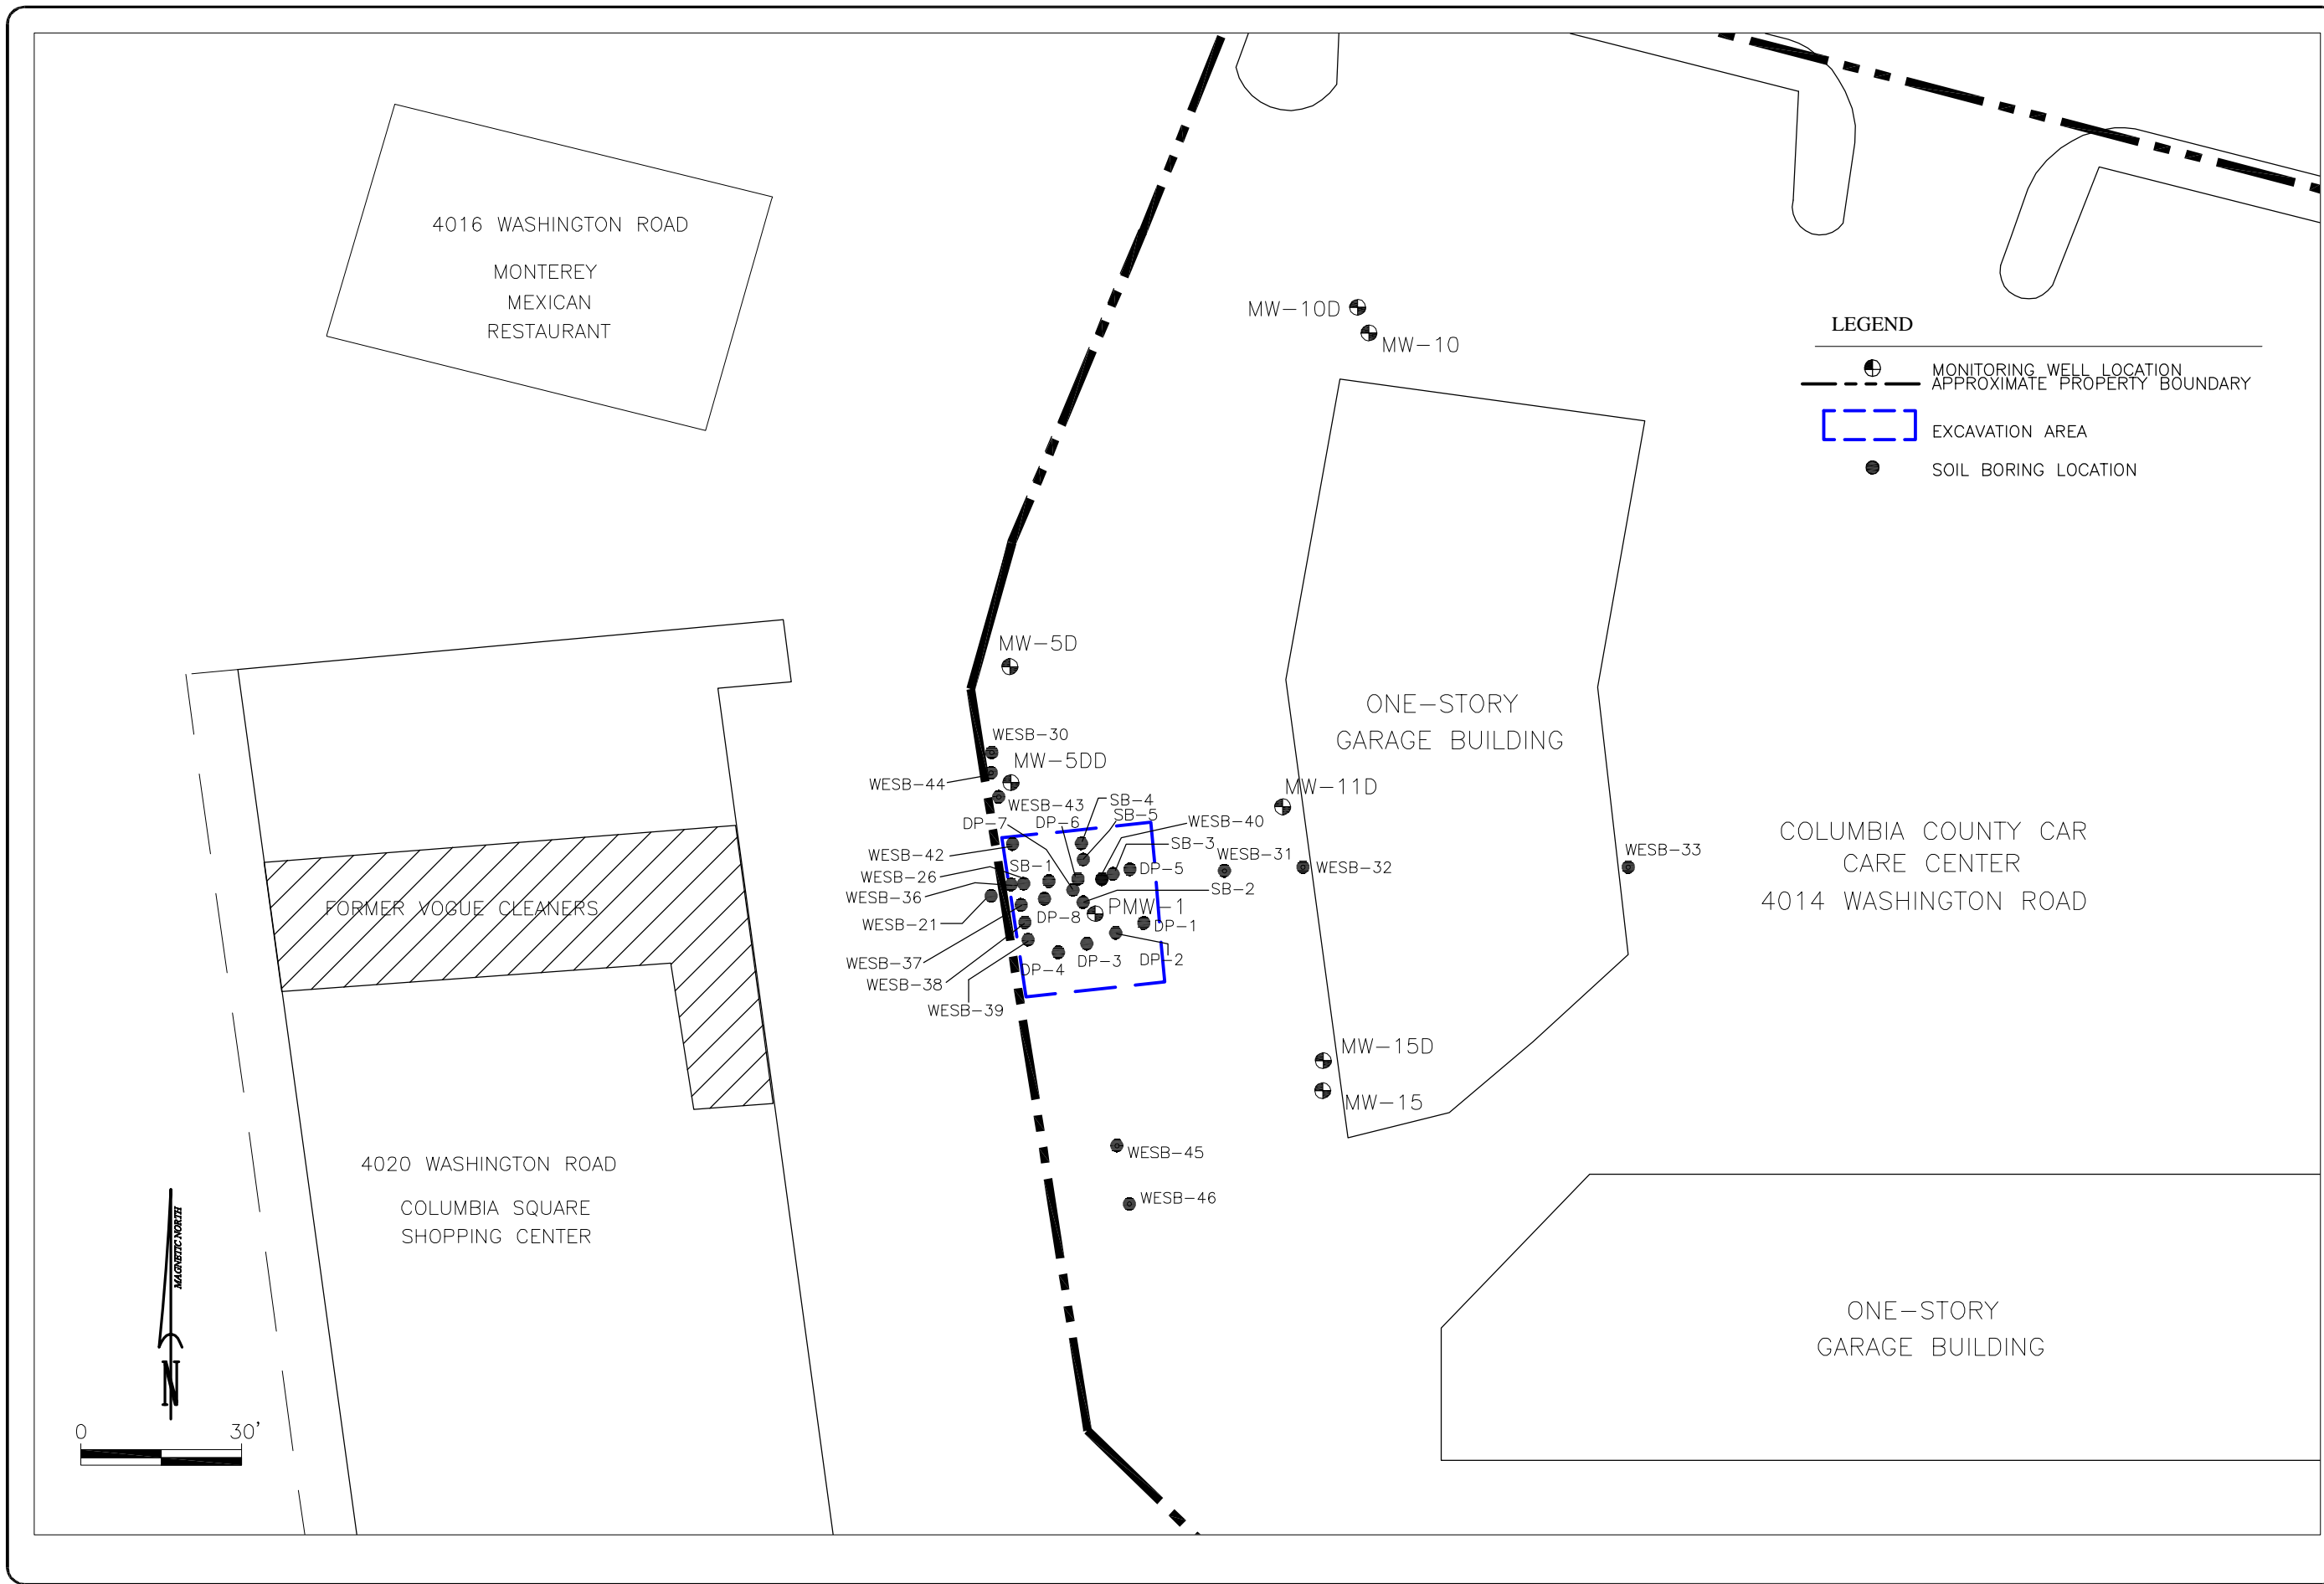 4016 WASHINGTON ROAD
MONTEREY
MEXICAN
RESTAURANT
MW-10D
MW-10
LEGEND
MONITORING WELL LOCATION
APPROXIMATE PROPERTY BOUNDARY
EXCAVATION AREA
SOIL BORING LOCATION
MW-5D
ONE-STORY
GARAGE BUILDING
WESB-30
MW-5DD
WESB-44
WESB-43
MW-11D
SB-4
SB-5
DP-7
DP-6
WESB-40
SB-3
WESB-42
SB-1
DP-5
WESB-31
WESB-32
WESB-33
WESB-26
WESB-36
SB-2
WESB-21
DP-8
PMW-1
DP-1
WESB-37
DP-4
DP-3
DP-2
WESB-38
WESB-39
COLUMBIA COUNTY CAR
CARE CENTER
4014 WASHINGTON ROAD
FORMER VOGUE CLEANERS
MW-15D
MW-15
WESB-45
WESB-46
4020 WASHINGTON ROAD
COLUMBIA SQUARE
SHOPPING CENTER
ONE-STORY
GARAGE BUILDING
MAGNETIC NORTH
N
0 30'